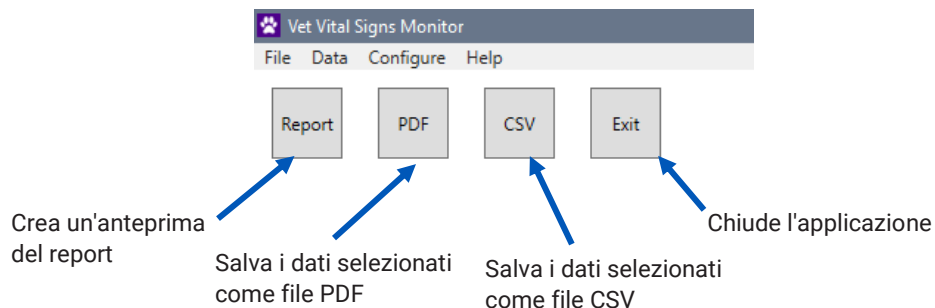 Vet Vital Signs Monitor
File Data Configure Help
Report PDF CSV Exit
Crea un'anteprima
del report
Salva i dati selezionati
come file PDF
Salva i dati selezionati
come file CSV
Chiude l'applicazione